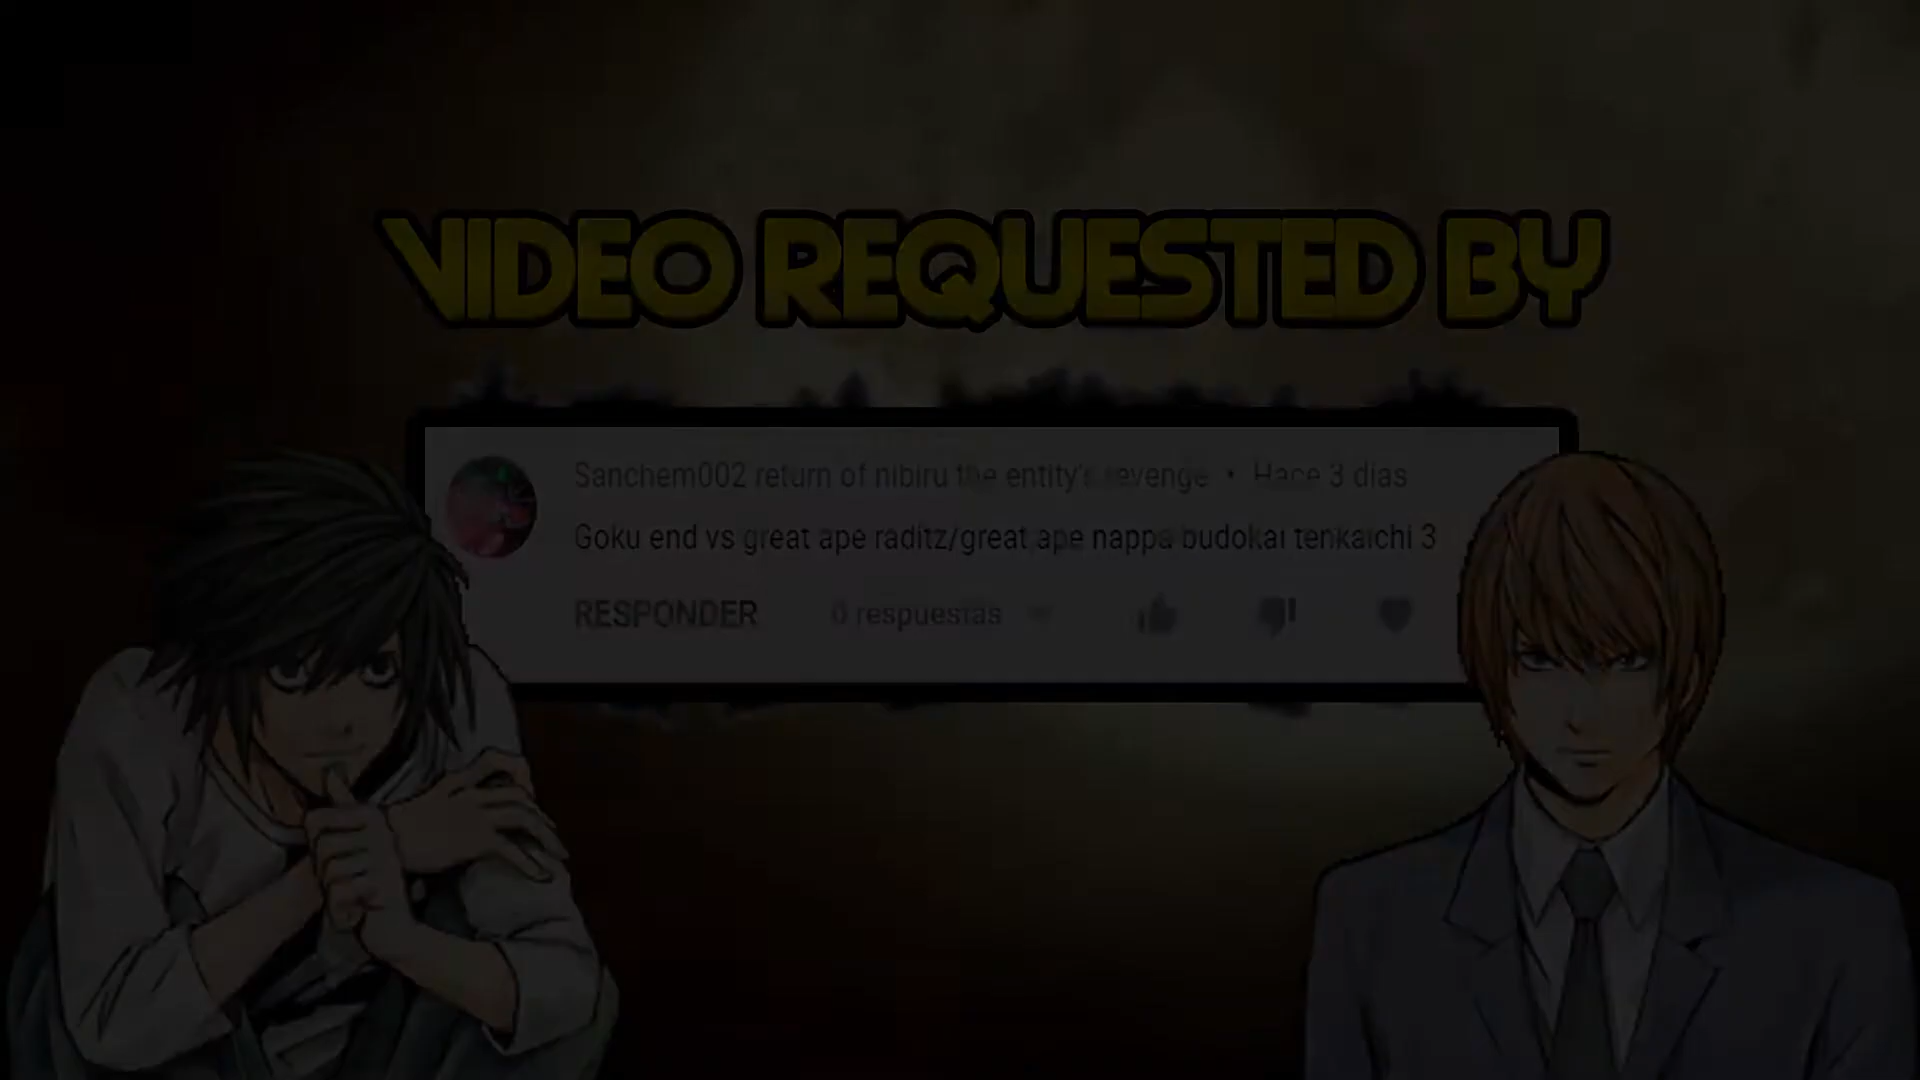 VIDEO REQUESTED BY
Sanchem002 return of nibiru the entity's revenge • Hace 3 dias
Goku end vs great ape raditz/great ape nappa budokai tenkaichi 3
RESPONDER 0 respuestas